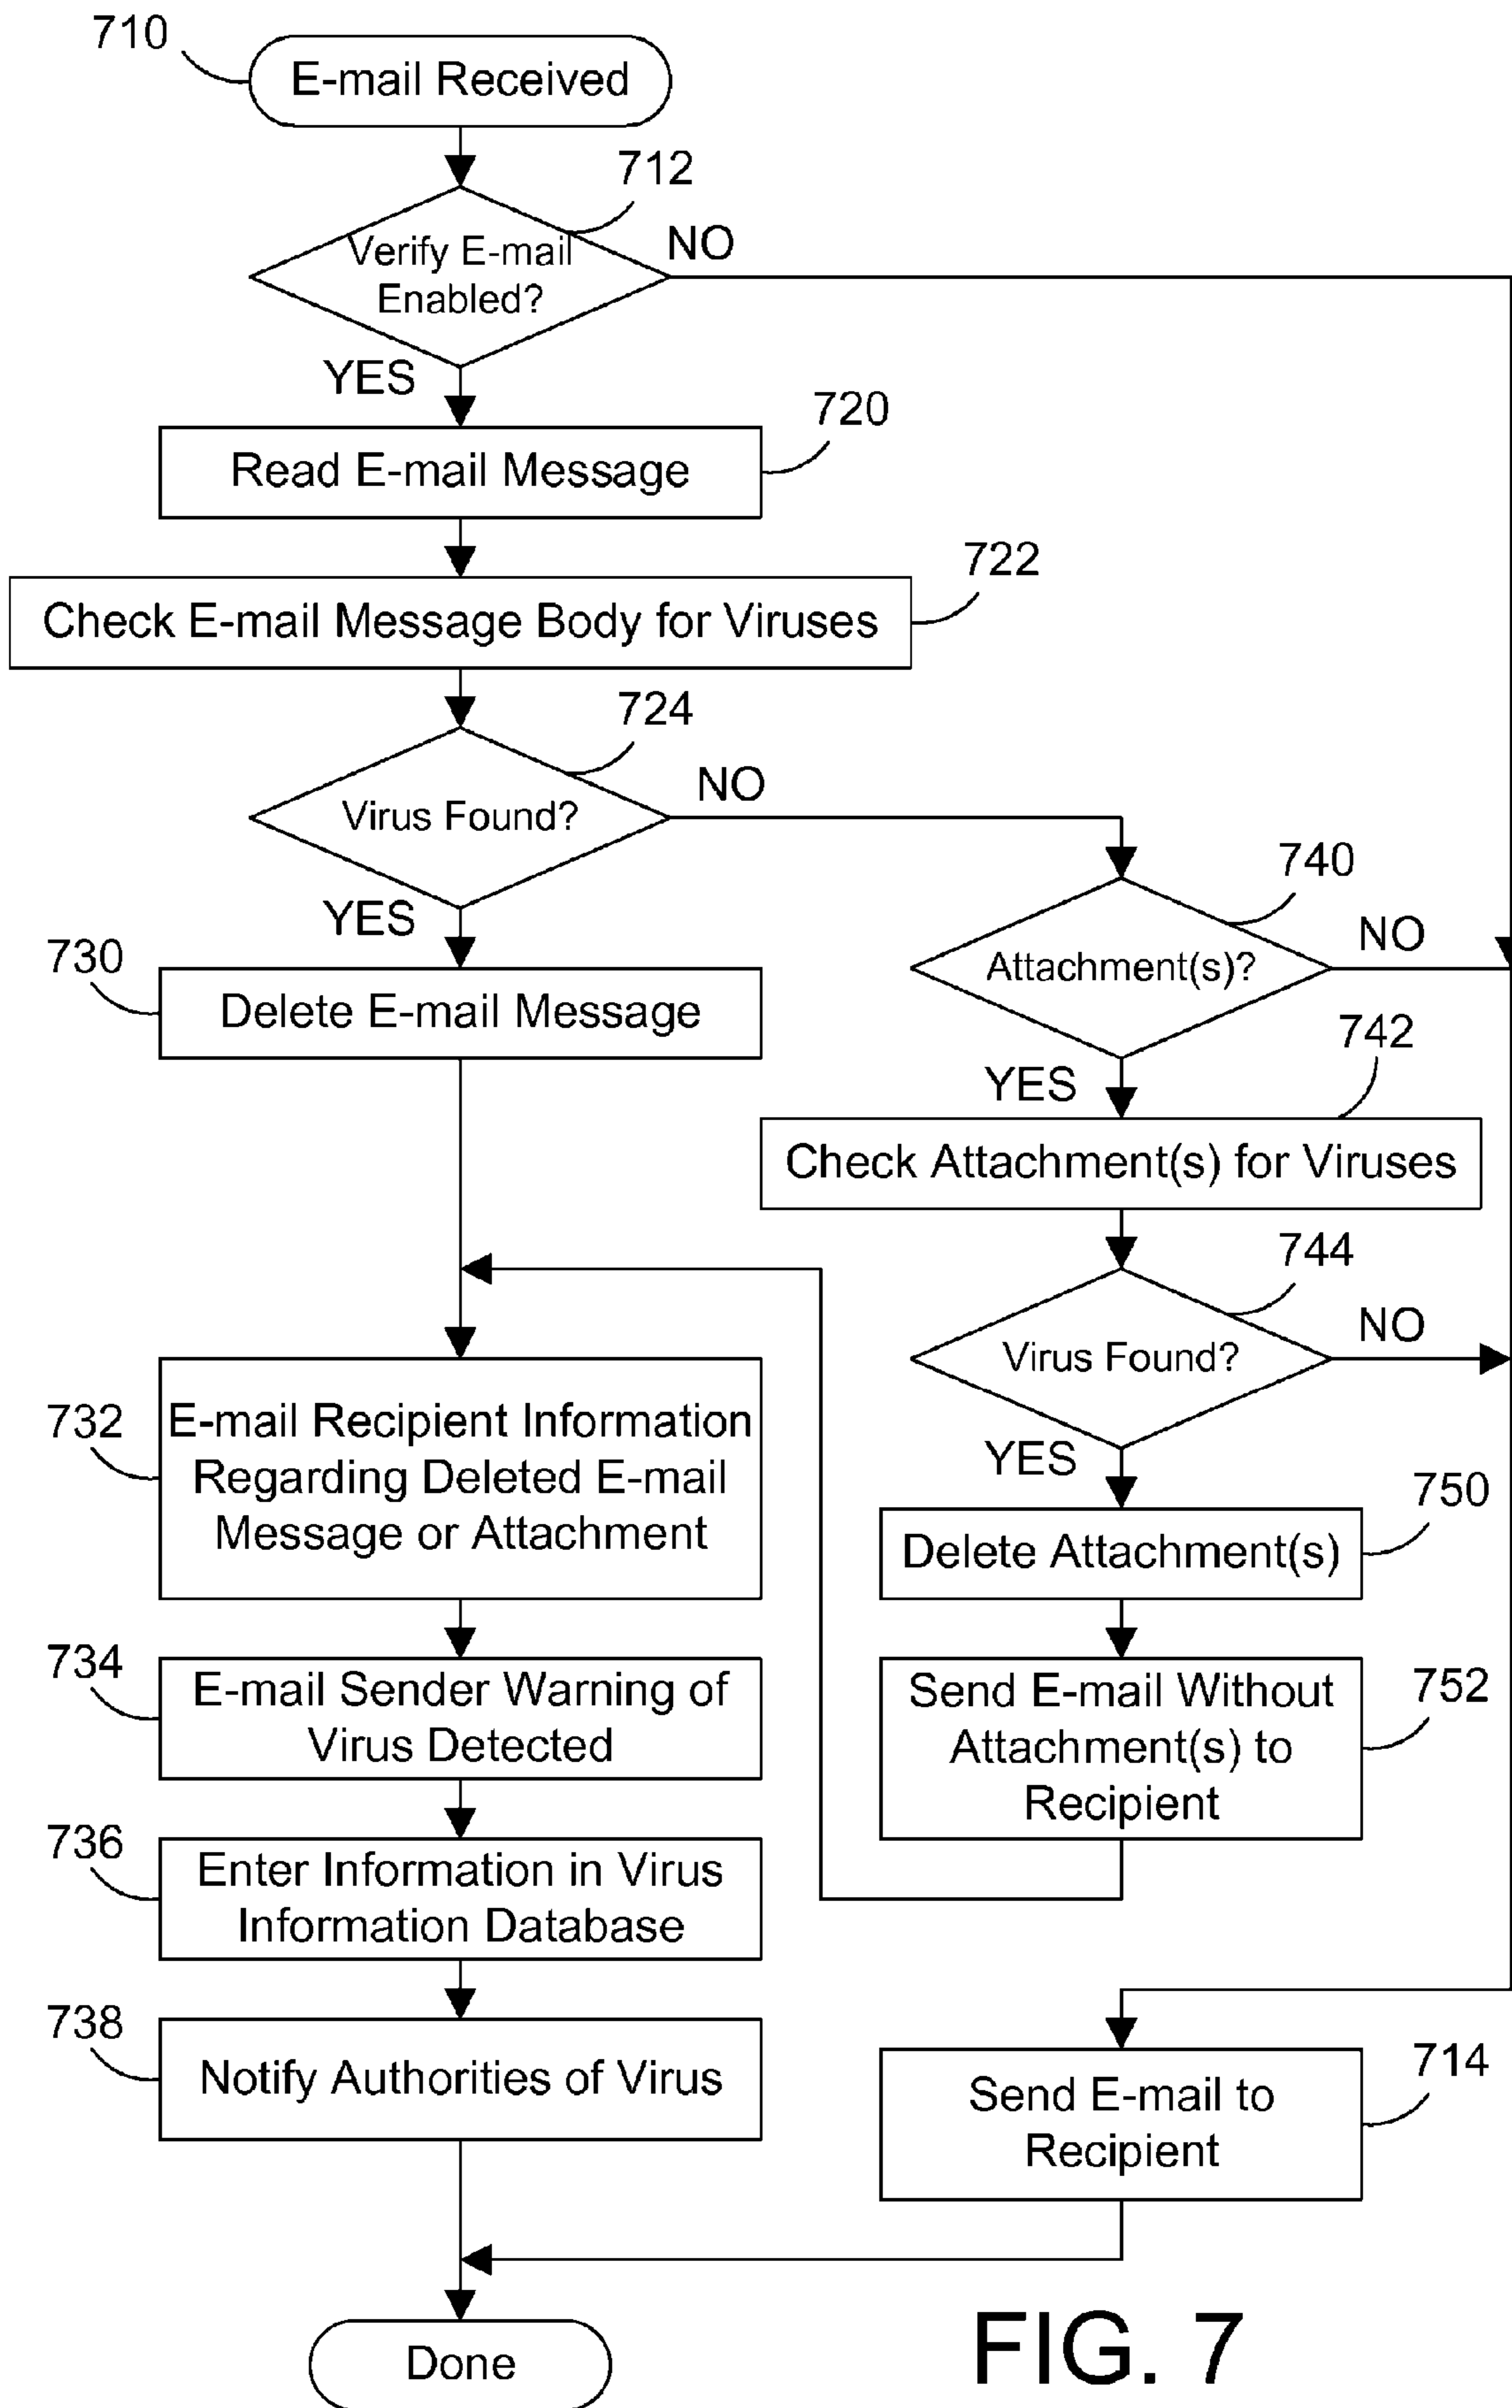 710
E-mail Received
712
Verify E-mail
Enabled?
NO
YES
720
Read E-mail Message
722
Check E-mail Message Body for Viruses
724
Virus Found?
NO
YES
740
Attachment(s)?
NO
730
Delete E-mail Message
YES
742
Check Attachment(s) for Viruses
744
Virus Found?
NO
YES
732
E-mail Recipient Information
Regarding Deleted E-mail
Message or Attachment
750
Delete Attachment(s)
734
E-mail Sender Warning of
Virus Detected
752
Send E-mail Without
Attachment(s) to
Recipient
736
Enter Information in Virus
Information Database
738
Notify Authorities of Virus
714
Send E-mail to
Recipient
Done
FIG. 7